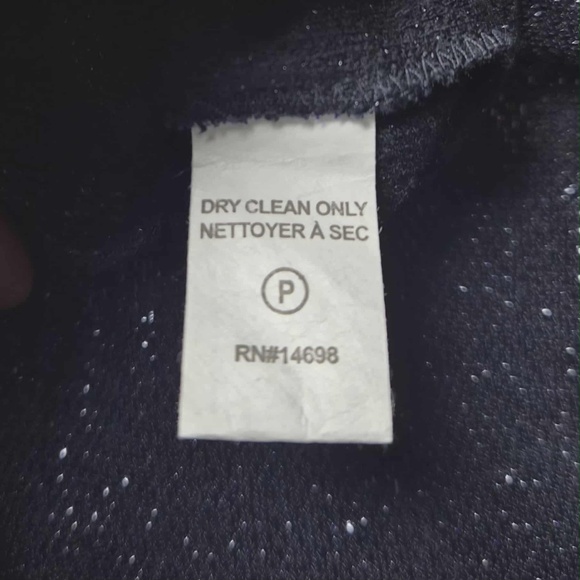 DRY CLEAN ONLY
NETTOYER À SEC
P
RN#14698